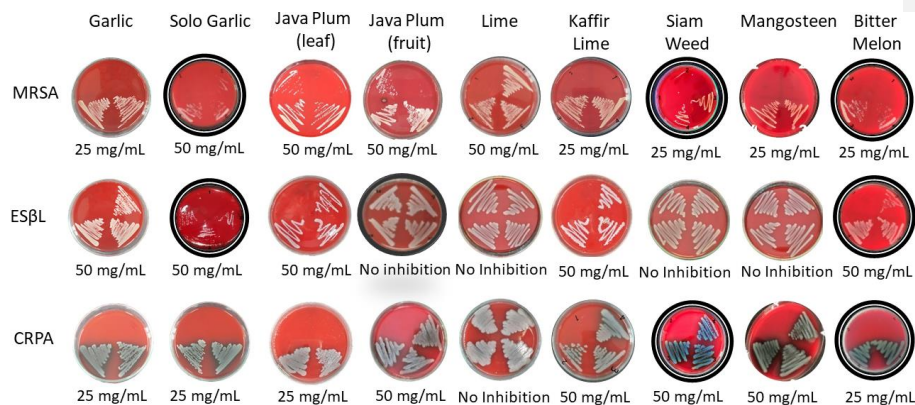 Garlic
Solo Garlic
Java Plum
(leaf)
Java Plum
(fruit)
Lime
Kaffir
Lime
Siam
Weed
Mangosteen
Bitter
Melon
MRSA
25 mg/mL
50 mg/mL
50 mg/mL
50 mg/mL
50 mg/mL
25 mg/mL
25 mg/mL
25 mg/mL
25 mg/mL
ESβL
50 mg/mL
50 mg/mL
50 mg/mL
No inhibition
No Inhibition
50 mg/mL
No Inhibition
No Inhibition
50 mg/mL
CRPA
25 mg/mL
25 mg/mL
25 mg/mL
50 mg/mL
No Inhibition
50 mg/mL
50 mg/mL
50 mg/mL
25 mg/mL